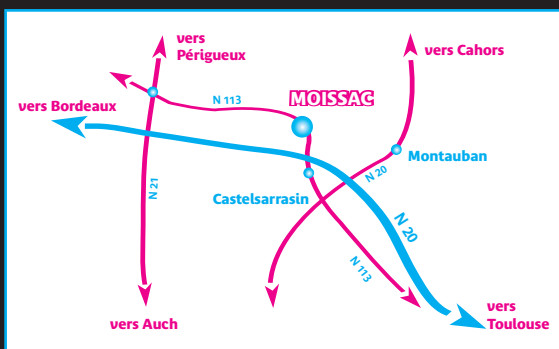 vers
Périgueux
vers Cahors
MOISSAC
N 113
vers Bordeaux
Montauban
N 20
N 21
Castelsarrasin
N 20
N 113
vers
Toulouse
vers Auch